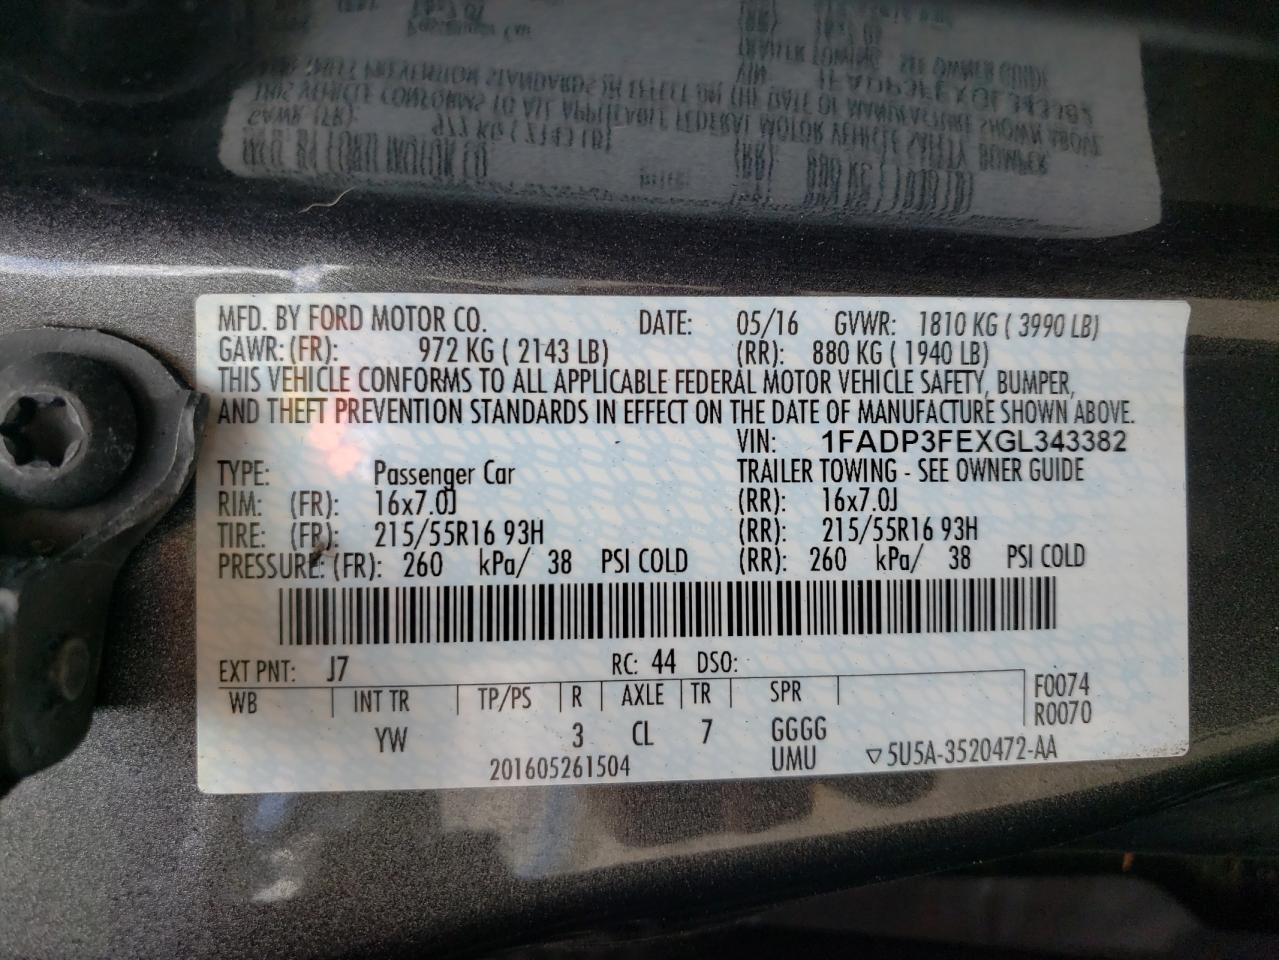 MFD. BY FORD MOTOR CO. DATE: 05/16 GVWR: 1810 KG ( 3990 LB)
GAWR: (FR): 972 KG ( 2143 LB) (RR): 880 KG ( 1940 LB)
THIS VEHICLE CONFORMS TO ALL APPLICABLE FEDERAL MOTOR VEHICLE SAFETY, BUMPER,
AND THEFT PREVENTION STANDARDS IN EFFECT ON THE DATE OF MANUFACTURE SHOWN ABOVE.
VIN: 1FADP3FEXGL343382
TYPE: Passenger Car TRAILER TOWING - SEE OWNER GUIDE
RIM: (FR): 16x7.0J (RR): 16x7.0J
TIRE: (FR): 215/55R16 93H (RR): 215/55R16 93H
PRESSURE: (FR): 260 kPa/ 38 PSI COLD (RR): 260 kPa/ 38 PSI COLD
EXT PNT: J7 RC: 44 DSO:
WB INT TR TP/PS R AXLE TR SPR F0074
R0070
YW 3 CL 7 GGGG
201605261504 UMU ▽5U5A-3520472-AA